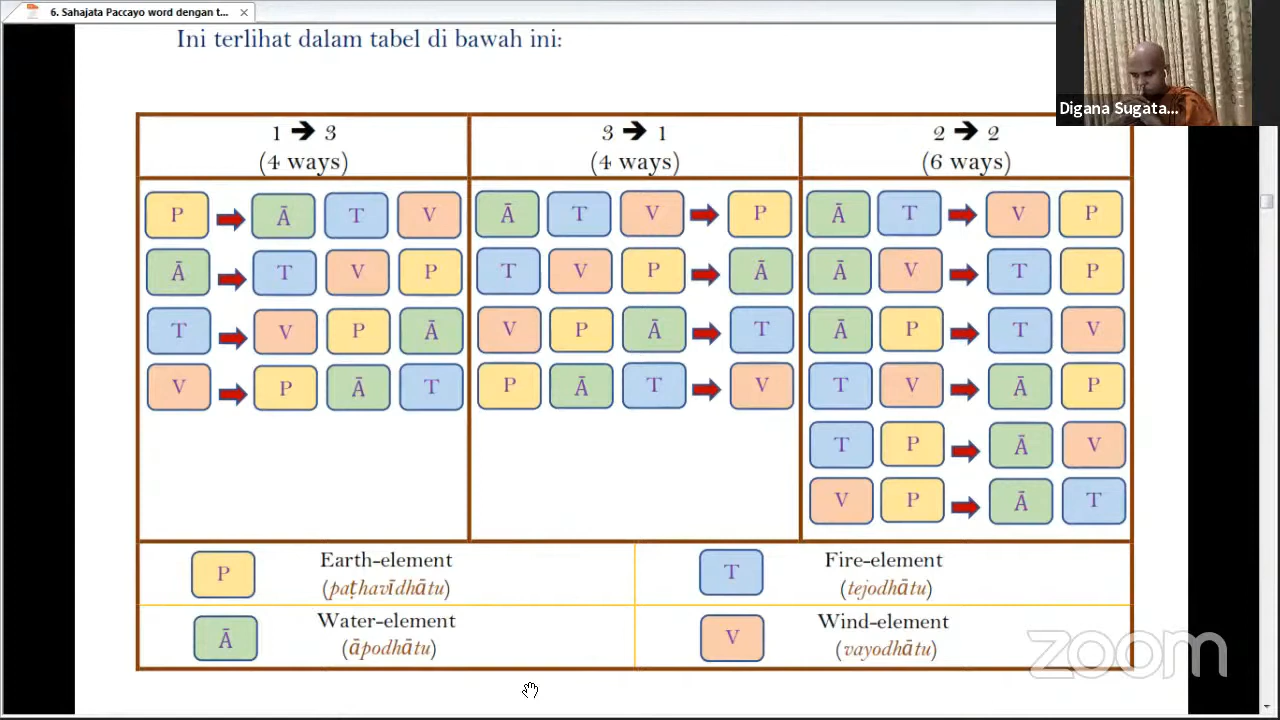 6. Sahajata Paccayo word dengan t... ×
Ini terlihat dalam tabel di bawah ini:
Digana Sugata...
1 → 3
(4 ways)
3 → 1
(4 ways)
2 → 2
(6 ways)
P Ā T V
Ā T V P
T V P Ā
V P Ā T
Ā T V P
T V P Ā
V P Ā T
P Ā T V
Ā T V P
Ā V T P
Ā P T V
T V Ā P
T P Ā V
V P Ā T
P
Earth-element
(paṭhavīdhātu)
T
Fire-element
(tejodhātu)
Ā
Water-element
(āpodhātu)
V
Wind-element
(vayodhātu)
zoom